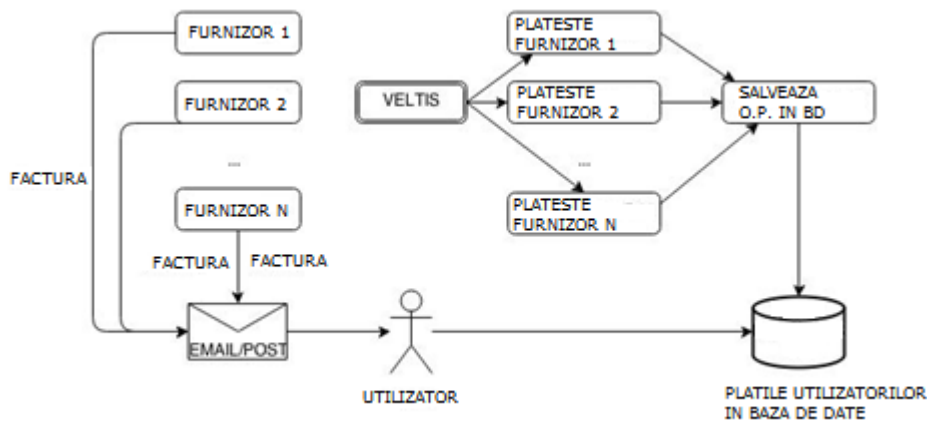 FURNIZOR 1
FURNIZOR 2
...
FURNIZOR N
FACTURA
FACTURA
FACTURA
EMAIL/POST
UTILIZATOR
VELTIS
PLATESTE
FURNIZOR 1
PLATESTE
FURNIZOR 2
...
PLATESTE
FURNIZOR N
SALVEAZA
O.P. IN BD
PLATILE UTILIZATORILOR
IN BAZA DE DATE